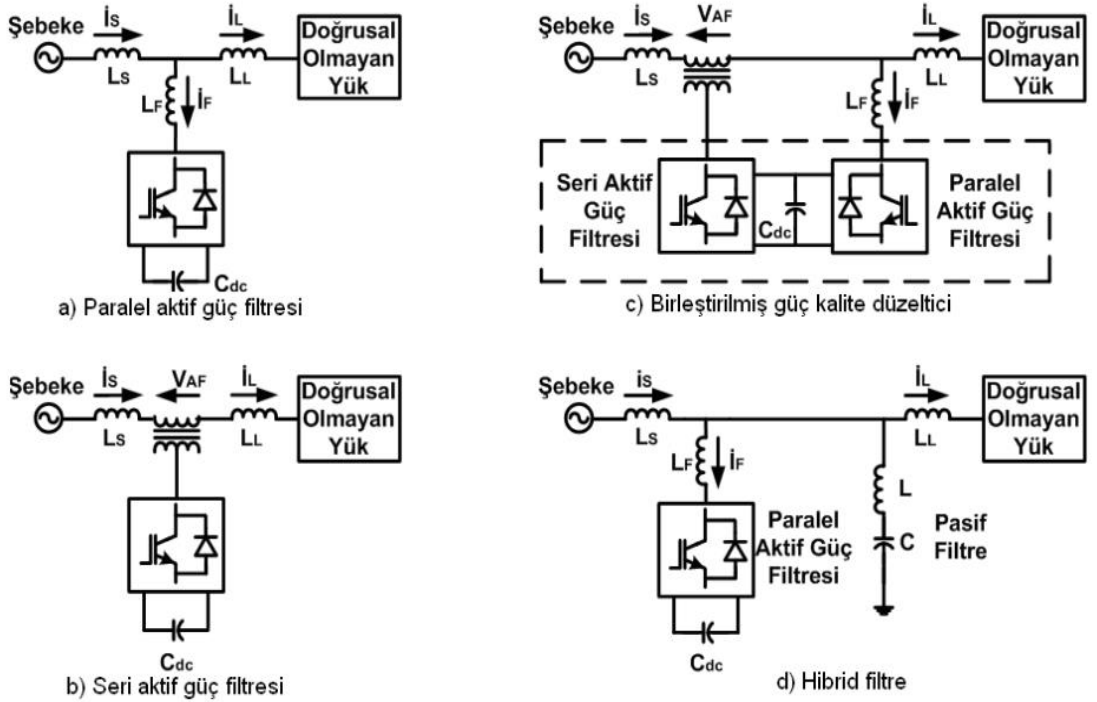 Şebeke
İs
Ls
İL
LL
Doğrusal
Olmayan
Yük
LF
İF
Cdc
a) Paralel aktif güç filtresi
Şebeke
İs
Ls
VAF
İL
LL
Doğrusal
Olmayan
Yük
LF
İF
Seri Aktif
Güç
Filtresi
Cdc
Paralel
Aktif Güç
Filtresi
c) Birleştirilmiş güç kalite düzeltici
Şebeke
İs
Ls
VAF
İL
LL
Doğrusal
Olmayan
Yük
Cdc
b) Seri aktif güç filtresi
Şebeke
is
Ls
İL
LL
Doğrusal
Olmayan
Yük
LF
İF
Paralel
Aktif Güç
Filtresi
Cdc
L
C
Pasif
Filtre
d) Hibrid filtre